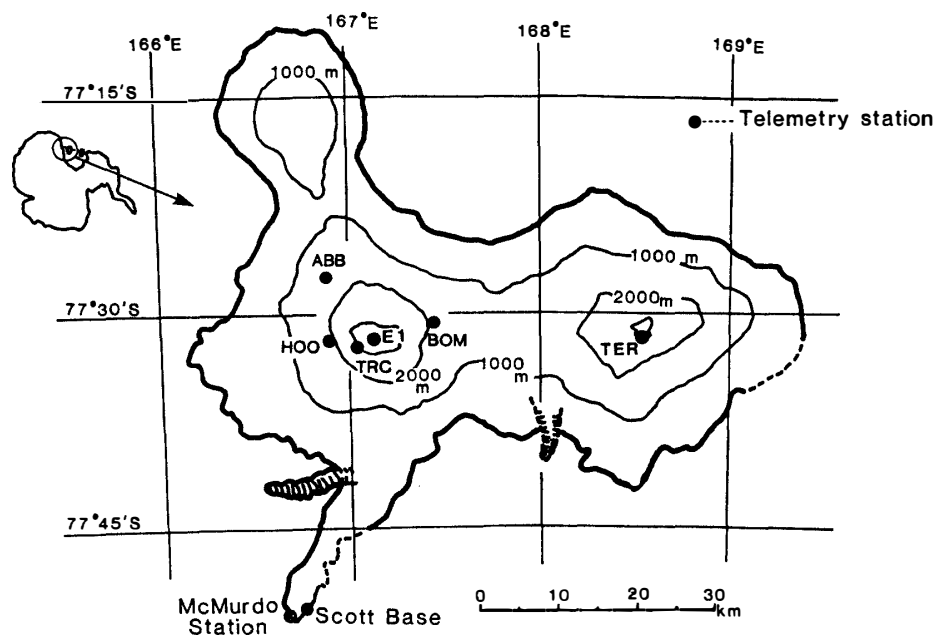 166°E
167°E
168°E
169°E
1000 m
77°15'S
Telemetry station
ABB
1000 m
2000m
77°30'S
HOO
E1
BOM
TER
TRC
2000
m
1000
m
77°45'S
McMurdo
Station
Scott Base
0 10 20 30
km